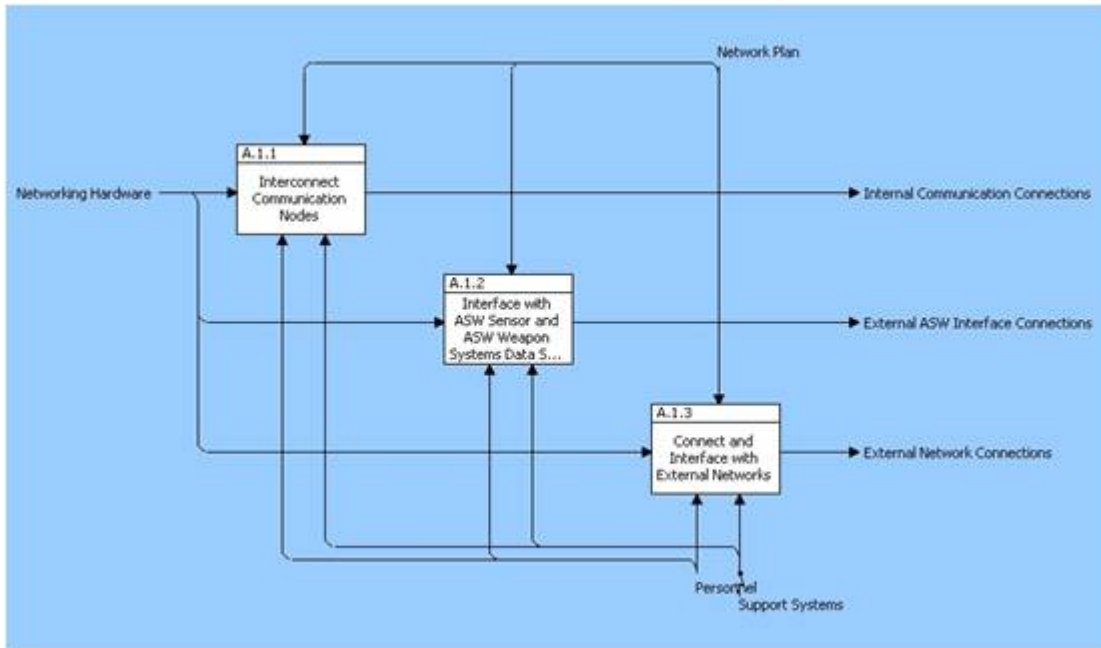 Network Plan
A.1.1
Interconnect
Communication
Nodes
Networking Hardware
Internal Communication Connections
A.1.2
Interface with
ASW Sensor and
ASW Weapon
Systems Data S...
External ASW Interface Connections
A.1.3
Connect and
Interface with
External Networks
External Network Connections
Personnel
Support Systems